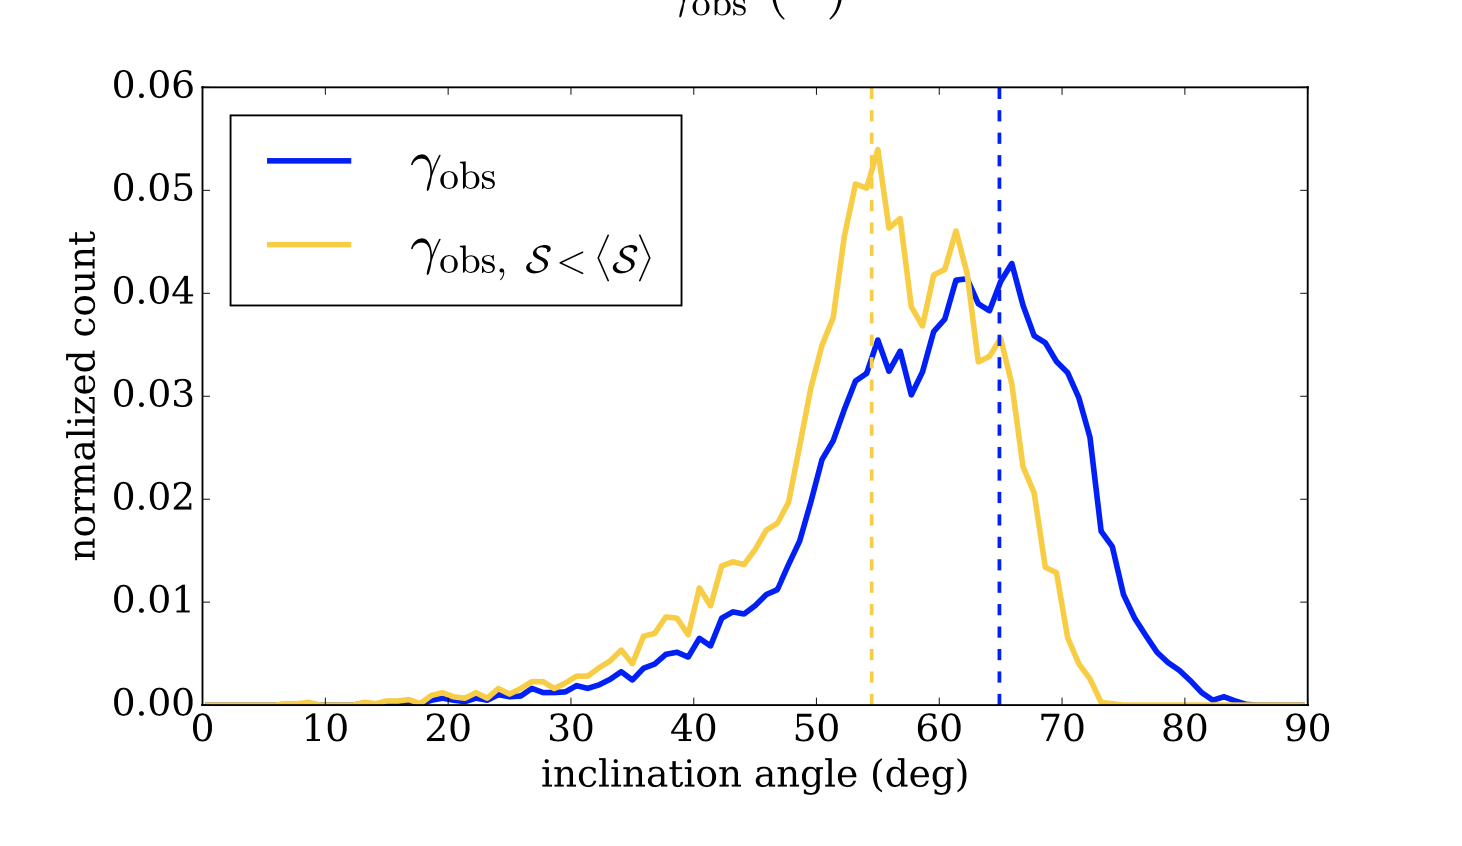 γobs ( )
0.06
0.05
0.04
0.03
0.02
0.01
0.00
normalized count
γobs
γobs, 𝒮 < ⟨𝒮⟩
0 10 20 30 40 50 60 70 80 90
inclination angle (deg)